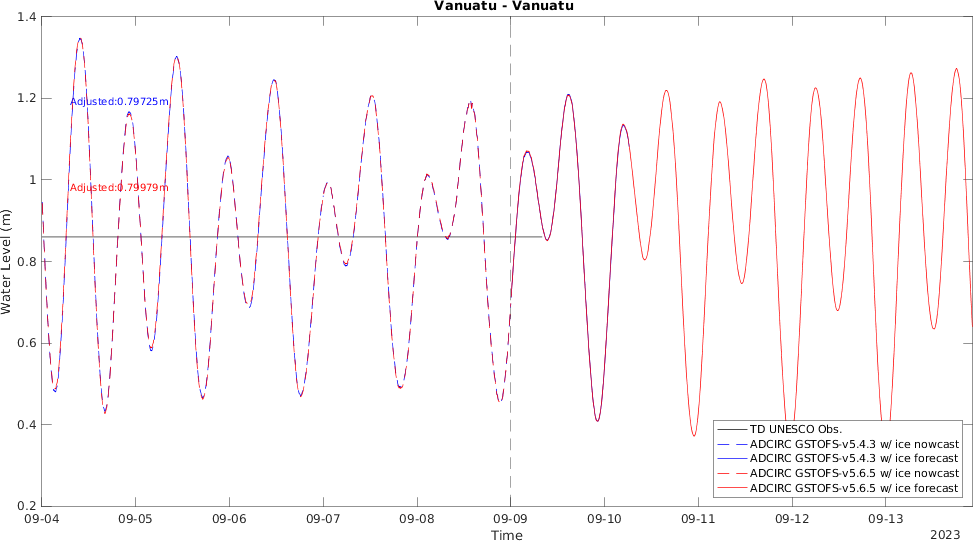 Vanuatu - Vanuatu
1.4
1.2
1
0.8
0.6
0.4
0.2
Water Level (m)
Adjusted:0.79725m
Adjusted:0.79979m
TD UNESCO Obs.
ADCIRC GSTOFS-v5.4.3 w/ ice nowcast
ADCIRC GSTOFS-v5.4.3 w/ ice forecast
ADCIRC GSTOFS-v5.6.5 w/ ice nowcast
ADCIRC GSTOFS-v5.6.5 w/ ice forecast
09-04 09-05 09-06 09-07 09-08 09-09 09-10 09-11 09-12 09-13
Time
2023